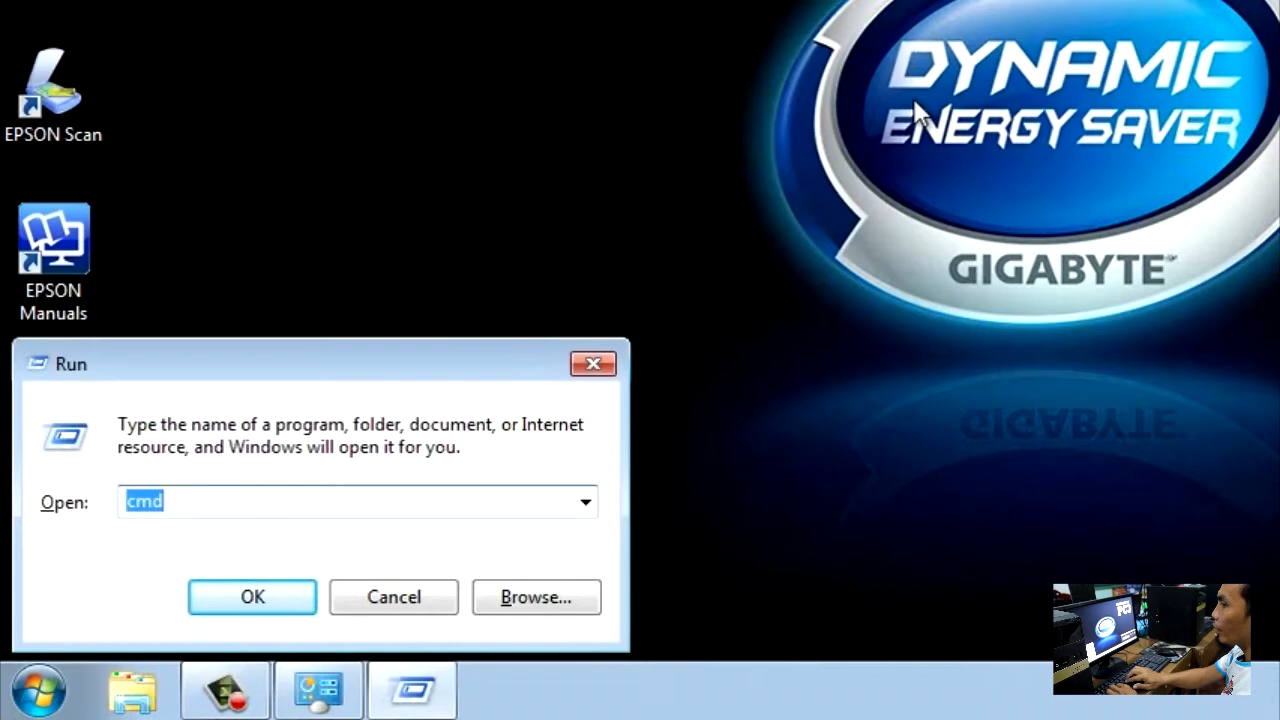 DYNAMIC
ENERGY SAVER
GIGABYTE
GIGABYTE
EPSON Scan
EPSON
Manuals
Run
Type the name of a program, folder, document, or Internet
resource, and Windows will open it for you.
Open:
cmd
OK
Cancel
Browse...